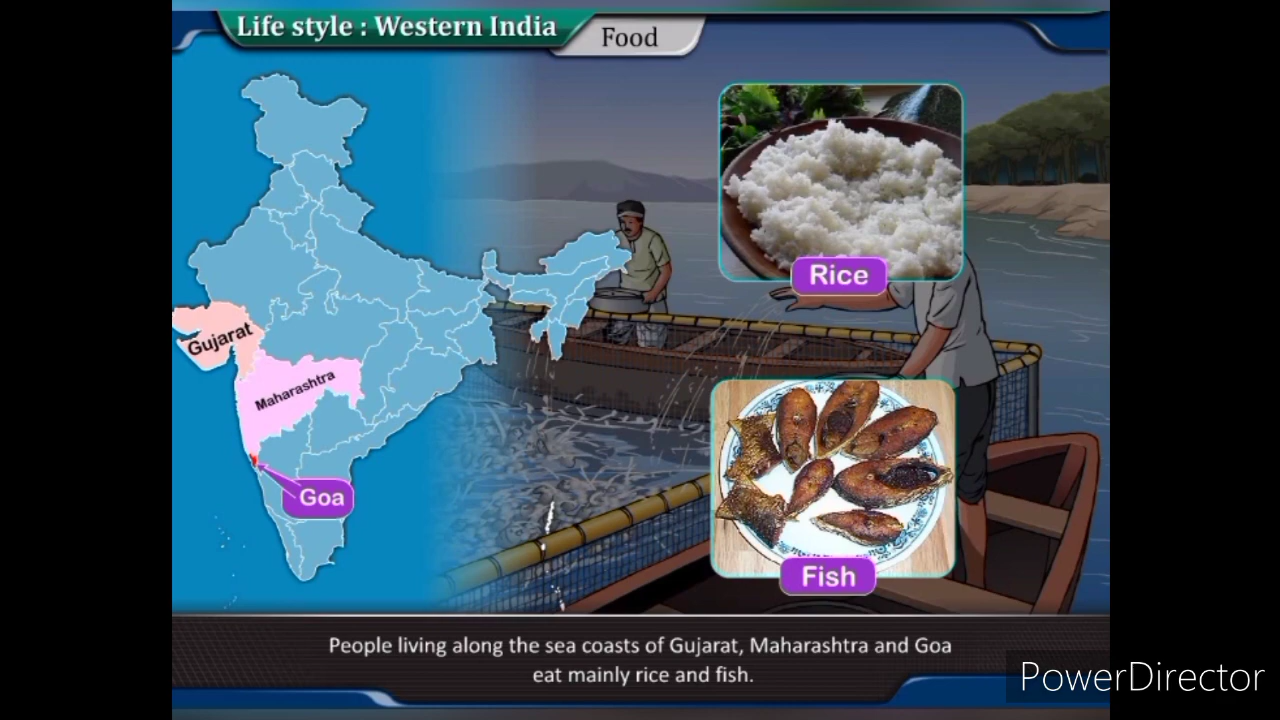 Life style : Western India
Food
Rice
Gujarat
Maharashtra
Goa
Fish
People living along the sea coasts of Gujarat, Maharashtra and Goa
eat mainly rice and fish.
PowerDirector